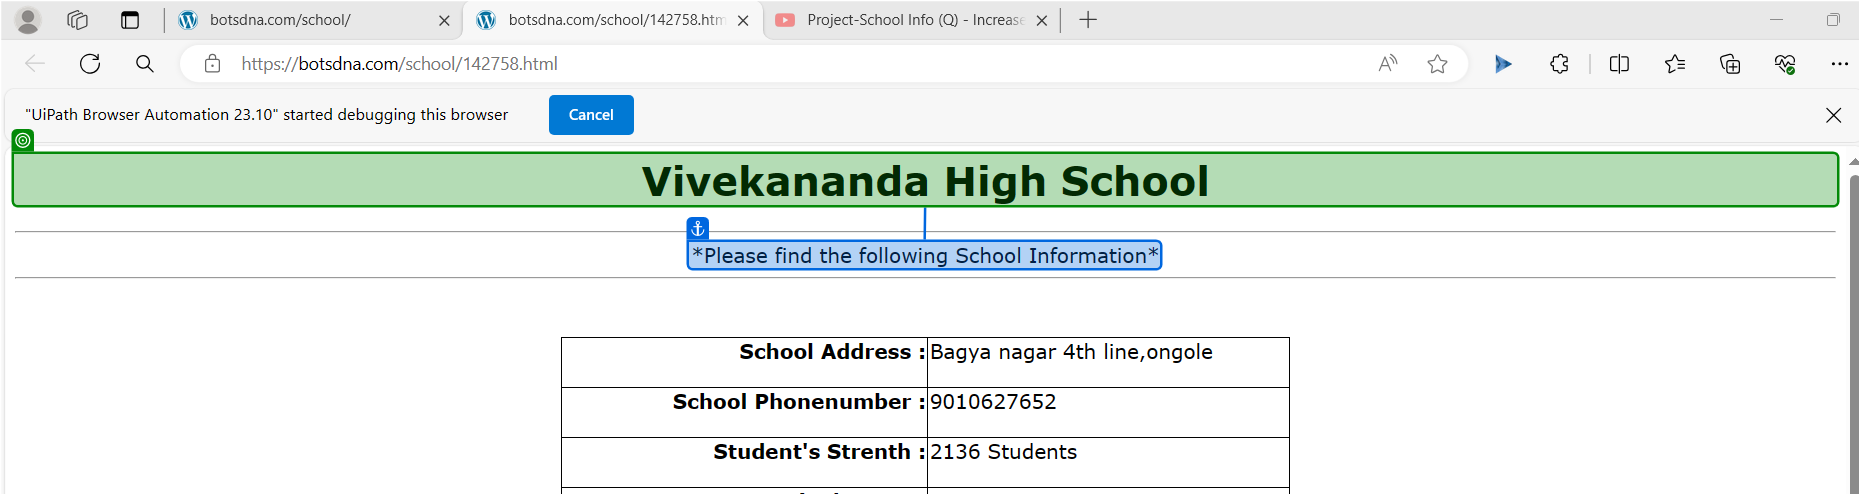 botsdna.com/school/
botsdna.com/school/142758.htm
Project-School Info (Q) - Increase
https://botsdna.com/school/142758.html
"UiPath Browser Automation 23.10" started debugging this browser
Cancel
Vivekananda High School
*Please find the following School Information*
School Address : Bagya nagar 4th line,ongole
School Phonenumber : 9010627652
Student's Strenth : 2136 Students